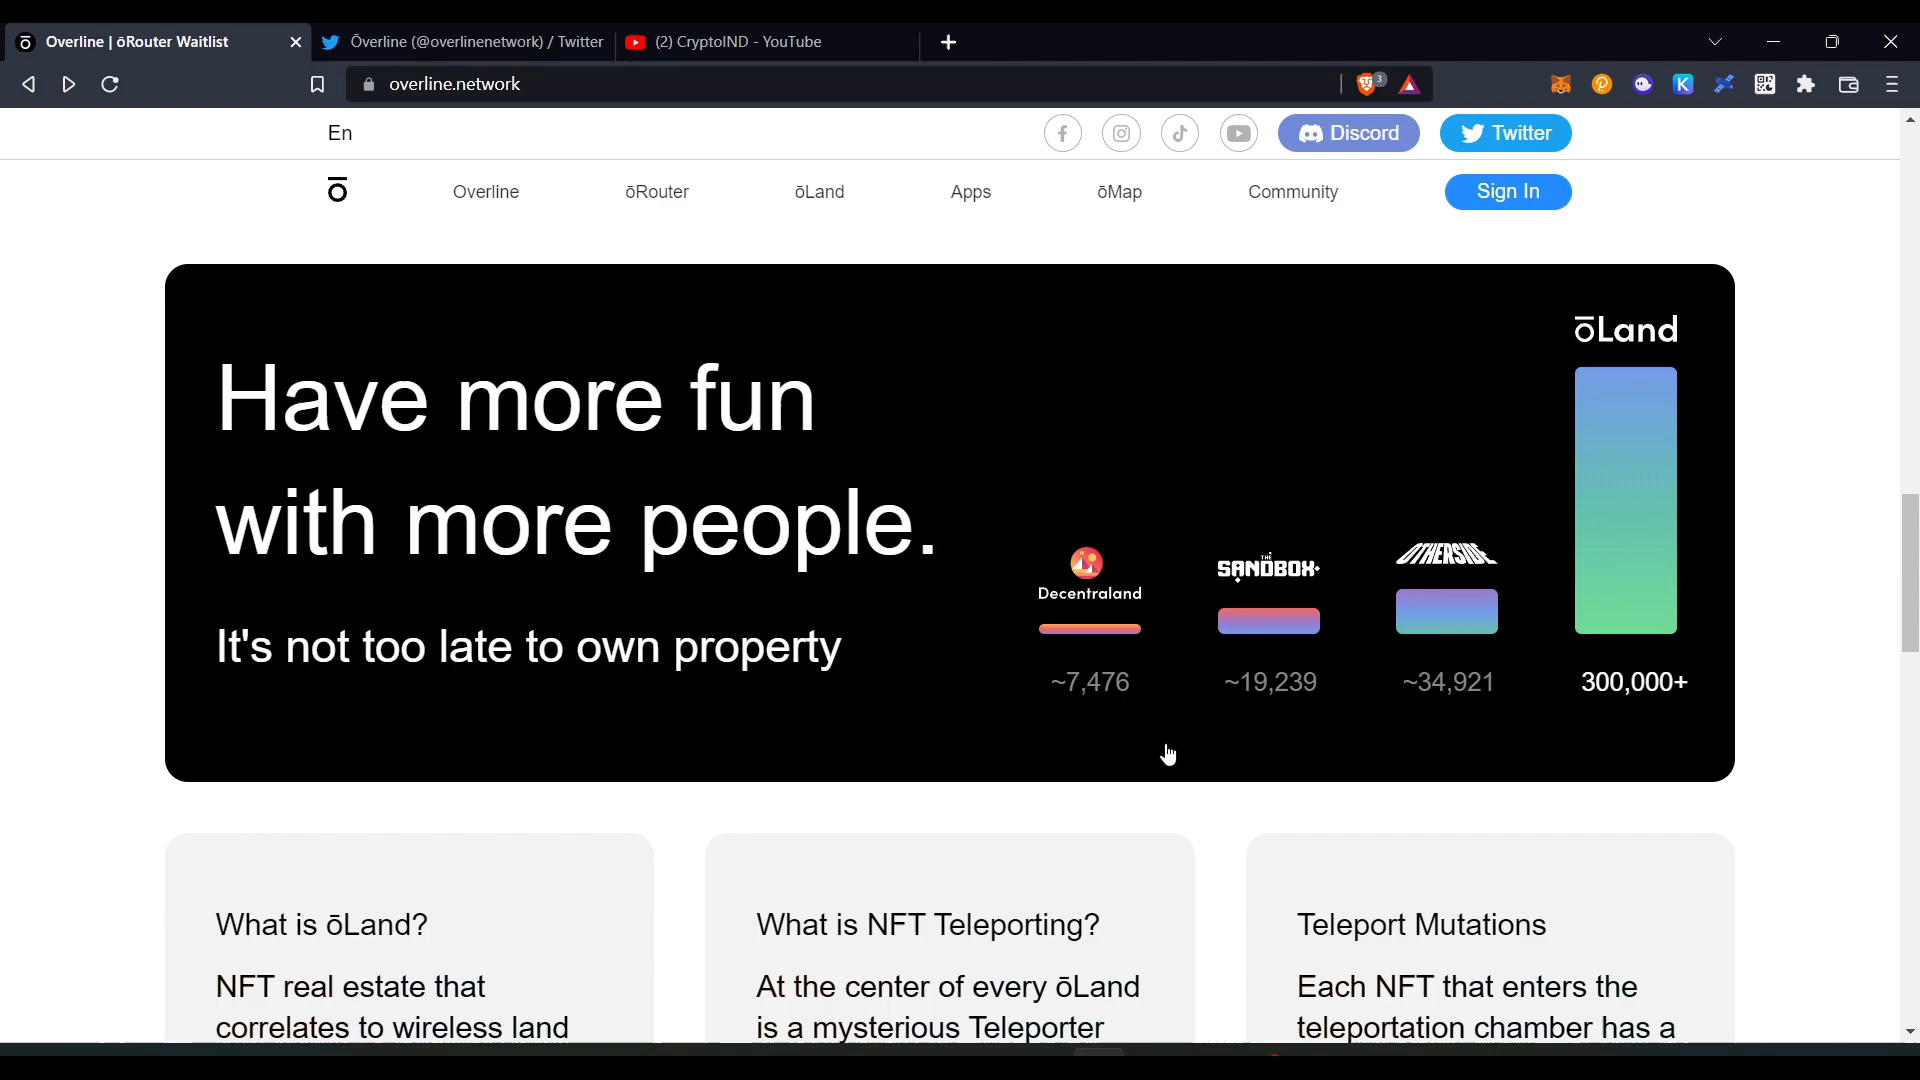 Overline | ōRouter Waitlist
Ōverline (@overlinenetwork) / Twitter
(2) CryptoIND - YouTube
overline.network
3
En
Discord
Twitter
ō
Overline
ōRouter
ōLand
Apps
ōMap
Community
Sign In
Have more fun
with more people.
It's not too late to own property
Decentraland
~7,476
THE
SANDBOX
~19,239
OTHERSIDE
~34,921
ōLand
300,000+
What is ōLand?
NFT real estate that
correlates to wireless land
What is NFT Teleporting?
At the center of every ōLand
is a mysterious Teleporter
Teleport Mutations
Each NFT that enters the
teleportation chamber has a